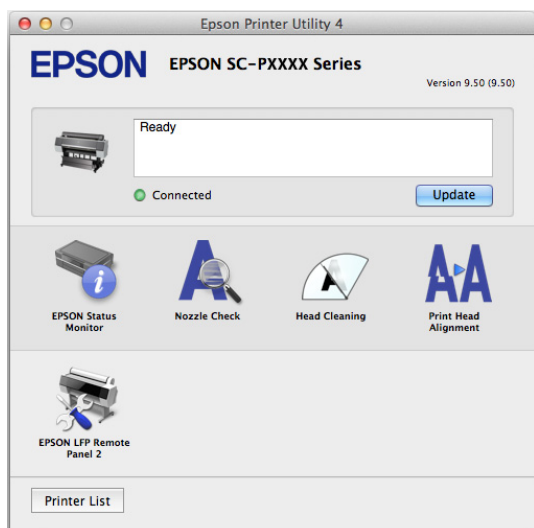 Epson Printer Utility 4
EPSON
EPSON SC-PXXXX Series
Version 9.50 (9.50)
Ready
Connected
Update
EPSON Status
Monitor
Nozzle Check
Head Cleaning
Print Head
Alignment
EPSON LFP Remote
Panel 2
Printer List